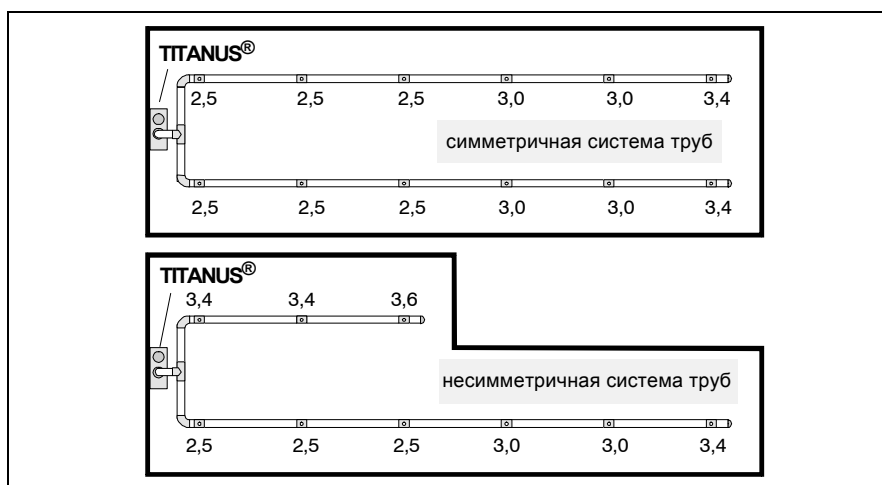 TITANUS®
2,5 2,5 2,5 3,0 3,0 3,4
симметричная система труб
2,5 2,5 2,5 3,0 3,0 3,4
TITANUS®
3,4 3,4 3,6
несимметричная система труб
2,5 2,5 2,5 3,0 3,0 3,4